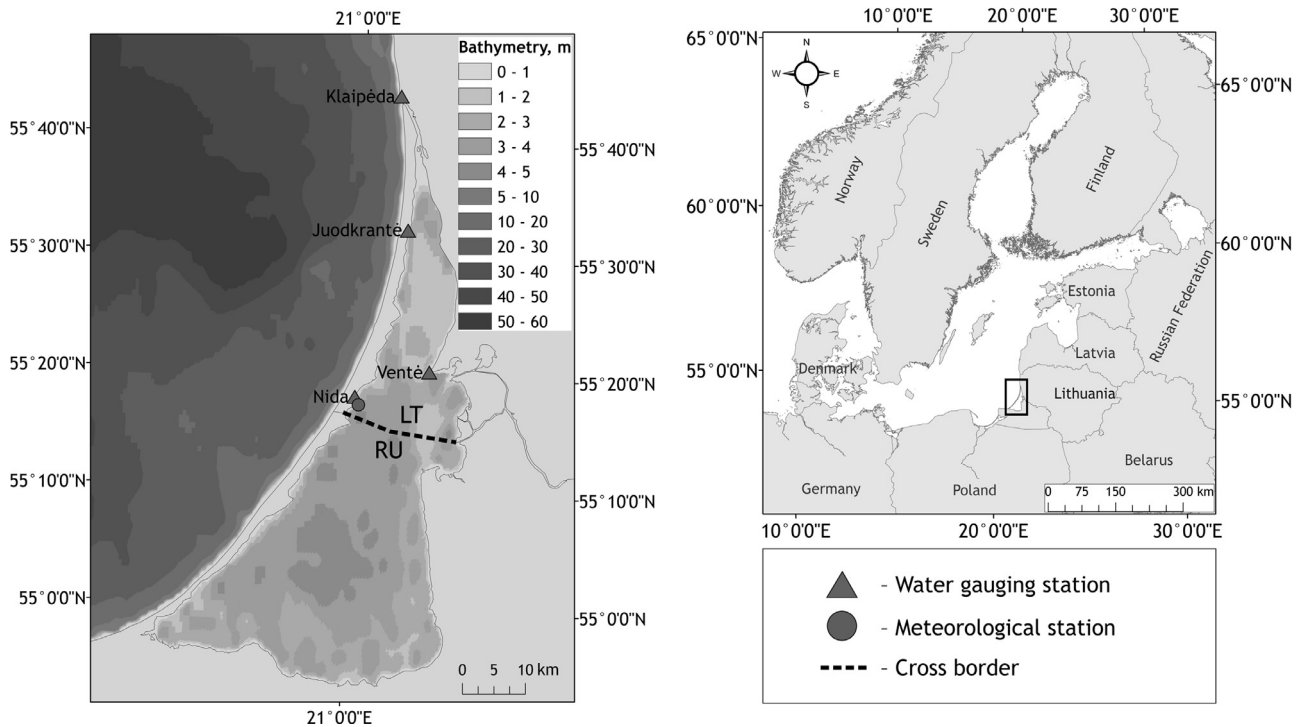 21°0'0"E
Bathymetry, m
0 - 1
1 - 2
2 - 3
3 - 4
4 - 5
5 - 10
10 - 20
20 - 30
30 - 40
40 - 50
50 - 60
Klaipėda
Juodkrantė
Ventė
Nida
LT
RU
55°40'0"N
55°30'0"N
55°20'0"N
55°10'0"N
55°0'0"N
55°40'0"N
55°30'0"N
55°20'0"N
55°10'0"N
55°0'0"N
0 5 10 km
21°0'0"E
10°0'0"E 20°0'0"E 30°0'0"E
65°0'0"N
60°0'0"N
55°0'0"N
65°0'0"N
60°0'0"N
55°0'0"N
N
W E
S
Norway
Sweden
Finland
Estonia
Russian Federation
Latvia
Denmark
Lithuania
Belarus
Germany
Poland
0 75 150 300 km
10°0'0"E 20°0'0"E 30°0'0"E
- Water gauging station
- Meteorological station
- Cross border